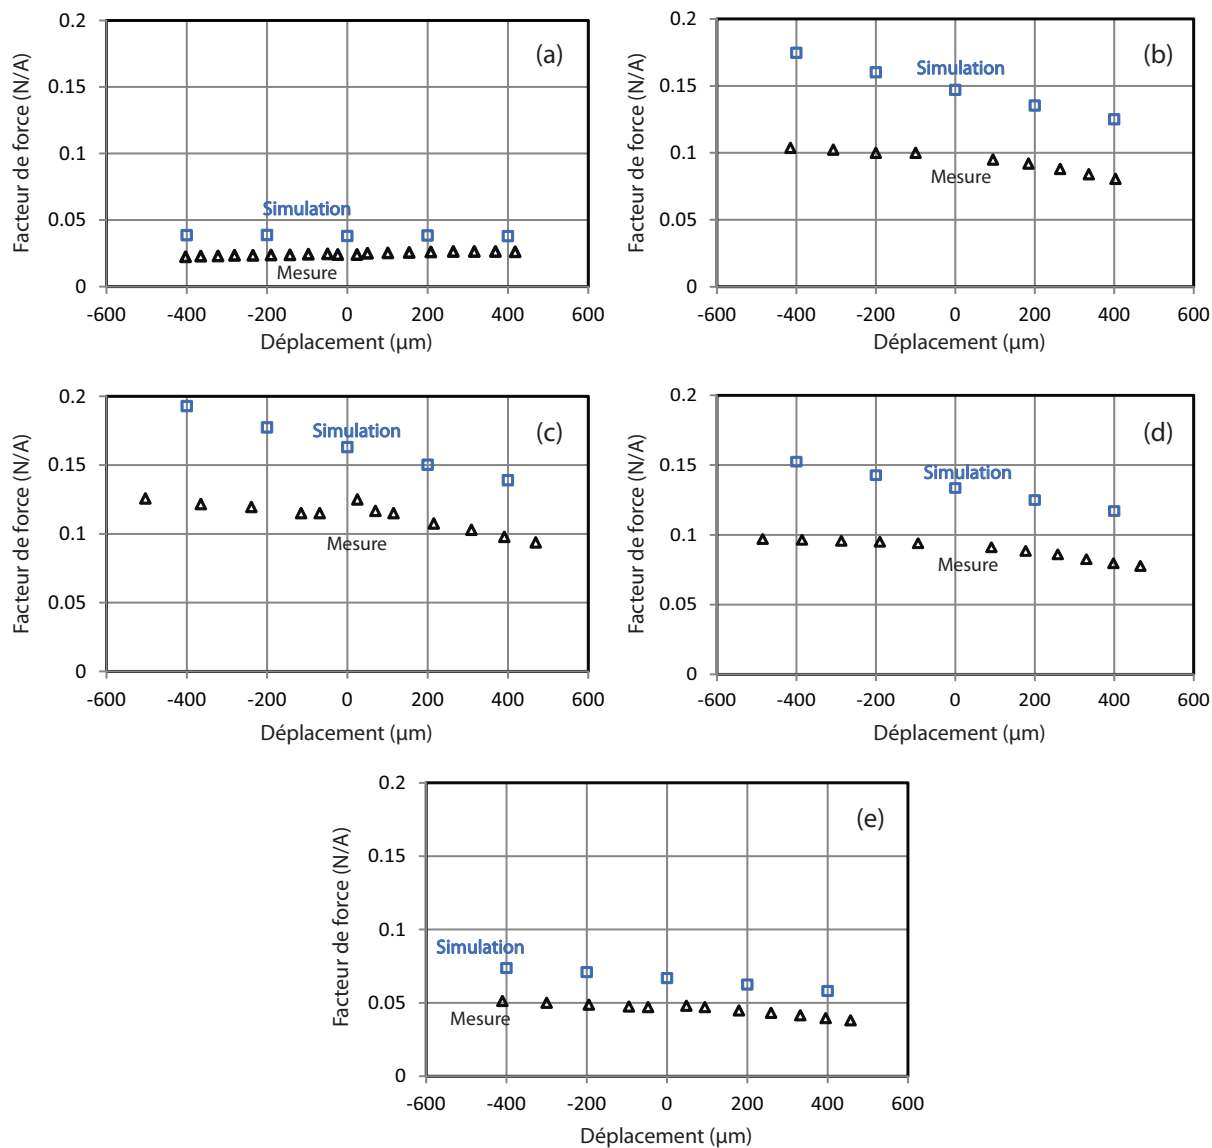 Facteur de force (N/A)
0.2
0.15
0.1
0.05
0
(a)
Simulation
Mesure
-600 -400 -200 0 200 400 600
Déplacement (µm)
Facteur de force (N/A)
0.2
0.15
0.1
0.05
0
(b)
Simulation
Mesure
-600 -400 -200 0 200 400 600
Déplacement (µm)
Facteur de force (N/A)
0.2
0.15
0.1
0.05
0
(c)
Simulation
Mesure
-600 -400 -200 0 200 400 600
Déplacement (µm)
Facteur de force (N/A)
0.2
0.15
0.1
0.05
0
(d)
Simulation
Mesure
-600 -400 -200 0 200 400 600
Déplacement (µm)
Facteur de force (N/A)
0.2
0.15
0.1
0.05
0
(e)
Simulation
Mesure
-600 -400 -200 0 200 400 600
Déplacement (µm)